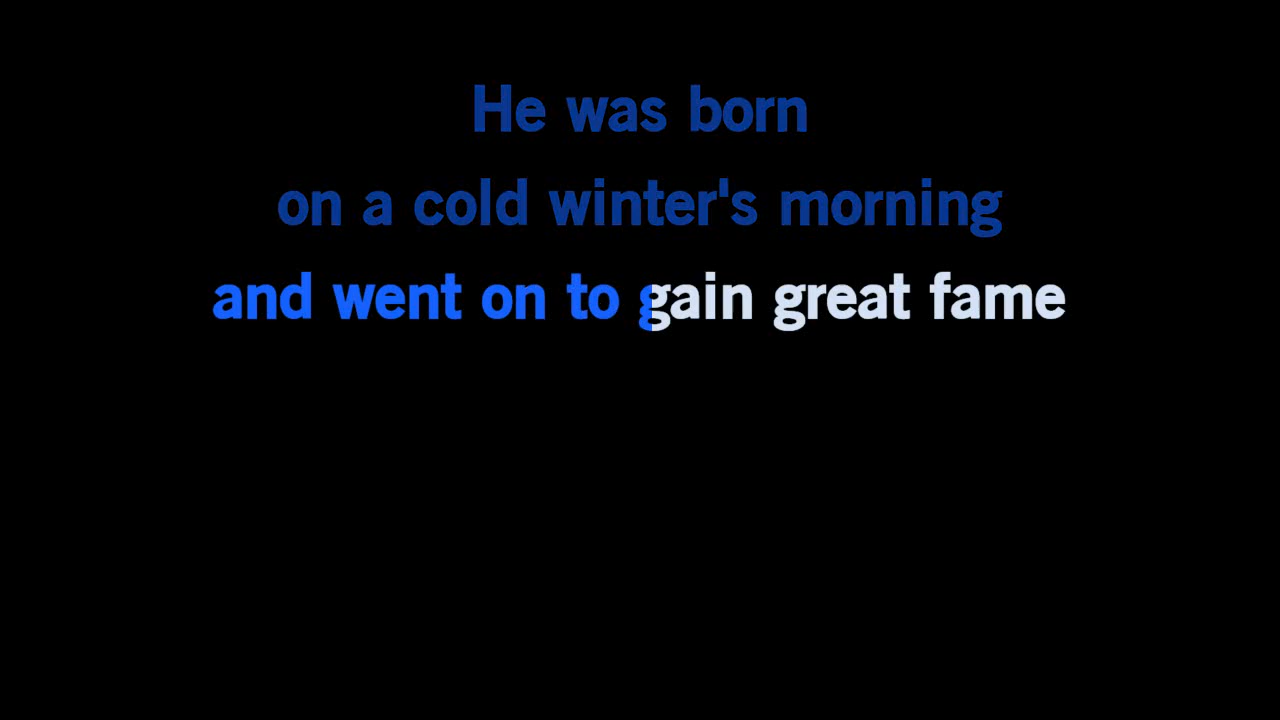 He was born
on a cold winter's morning
and went on to gain great fame